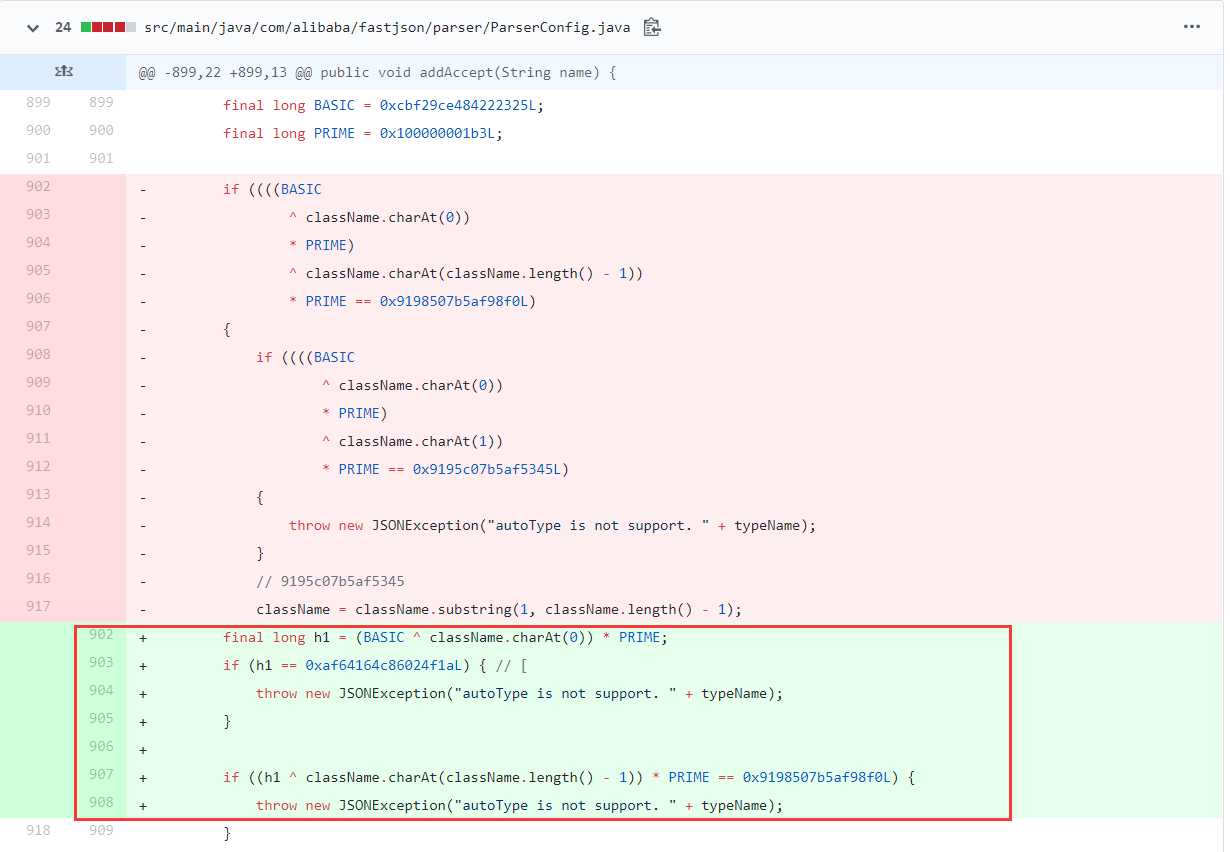 24 src/main/java/com/alibaba/fastjson/parser/ParserConfig.java
@@ -899,22 +899,13 @@ public void addAccept(String name) {
899 899 final long BASIC = 0xcbf29ce484222325L;
900 900 final long PRIME = 0x100000001b3L;
901 901
902 - if ((((BASIC
903 - ^ className.charAt(0))
904 - * PRIME)
905 - ^ className.charAt(className.length() - 1))
906 - * PRIME == 0x9198507b5af98f0L)
907 - {
908 - if ((((BASIC
909 - ^ className.charAt(0))
910 - * PRIME)
911 - ^ className.charAt(1))
912 - * PRIME == 0x9195c07b5af5345L)
913 - {
914 - throw new JSONException("autoType is not support. " + typeName);
915 - }
916 - // 9195c07b5af5345
917 - className = className.substring(1, className.length() - 1);
902 + final long h1 = (BASIC ^ className.charAt(0)) * PRIME;
903 + if (h1 == 0xaf64164c86024f1aL) { // [
904 + throw new JSONException("autoType is not support. " + typeName);
905 + }
906 +
907 + if ((h1 ^ className.charAt(className.length() - 1)) * PRIME == 0x9198507b5af98f0L) {
908 + throw new JSONException("autoType is not support. " + typeName);
918 909 }